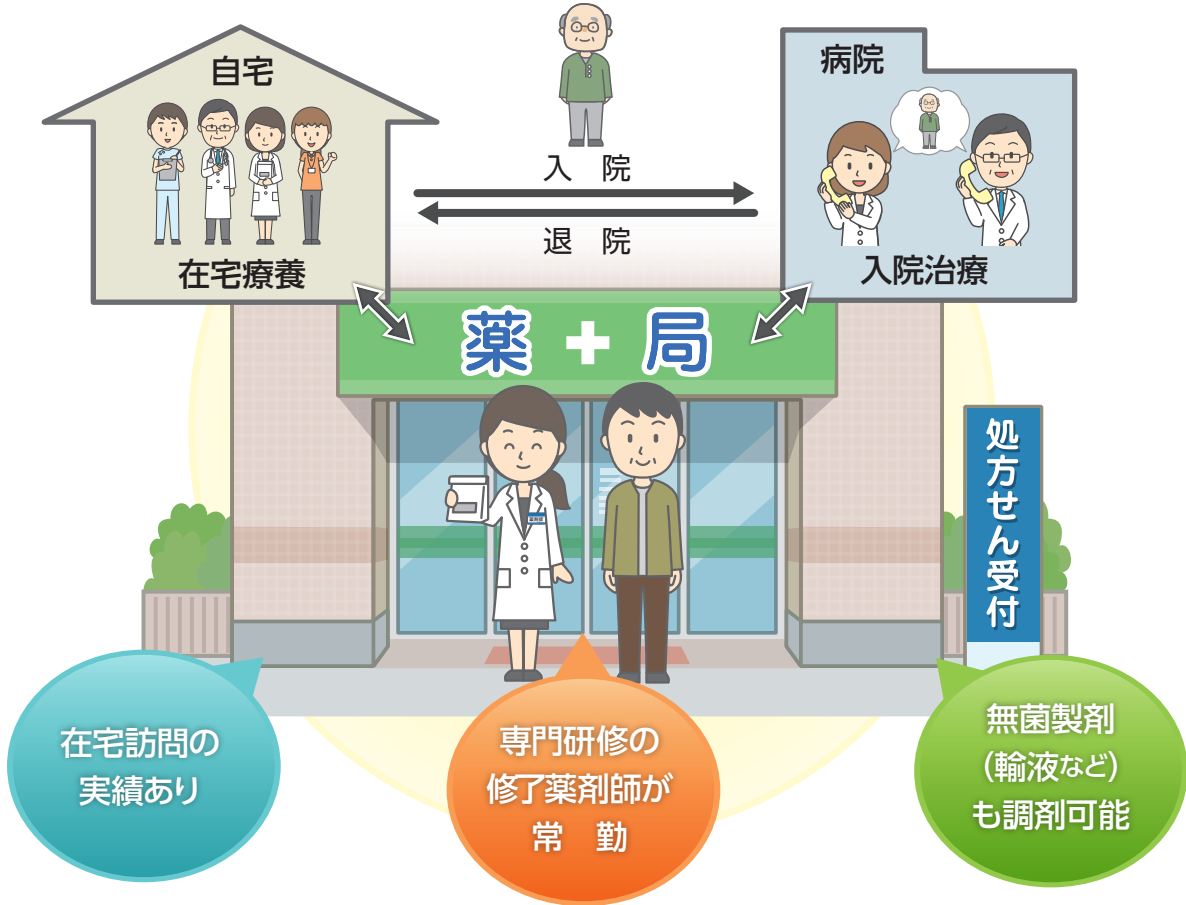 自宅
在宅療養
入院
退院
病院
入院治療
薬+局
薬剤師
処方せん受付
在宅訪問の
実績あり
専門研修の
修了薬剤師が
常勤
無菌製剤
(輸液など)
も調剤可能